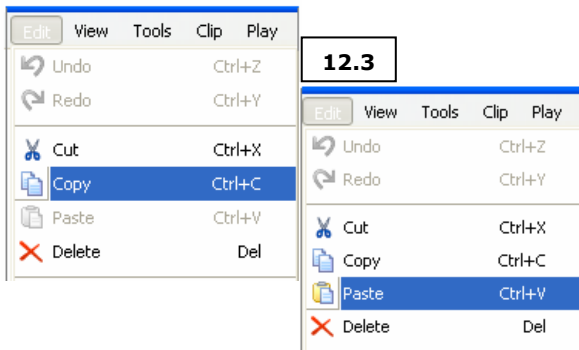 Edit View Tools Clip Play
Undo Ctrl+Z
Redo Ctrl+Y
Cut Ctrl+X
Copy Ctrl+C
Paste Ctrl+V
Delete Del
12.3
Edit View Tools Clip Play
Undo Ctrl+Z
Redo Ctrl+Y
Cut Ctrl+X
Copy Ctrl+C
Paste Ctrl+V
Delete Del